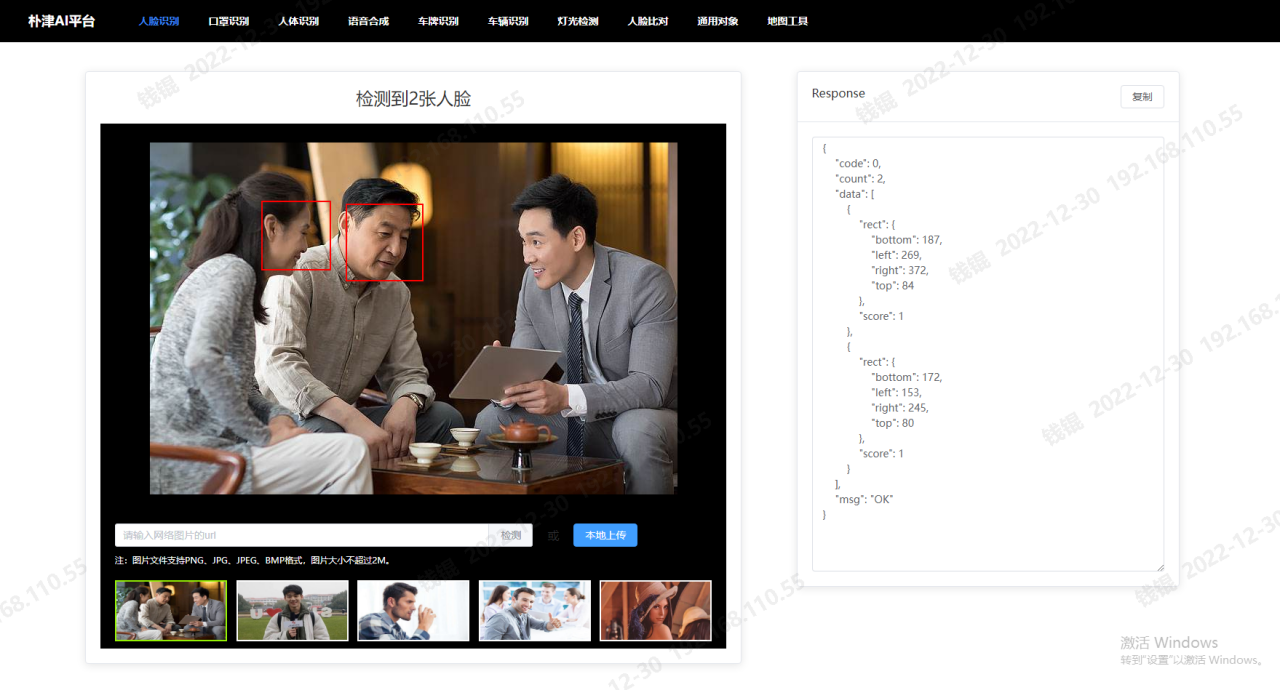 朴津AI平台
人脸识别 口罩识别 人体识别 语音合成 车牌识别 车辆识别 灯光检测 人脸比对 通用对象 地图工具
检测到2张人脸
请输入网络图片的url 检测 或 本地上传
注：图片文件支持PNG、JPG、JPEG、BMP格式，图片大小不超过2M。
Response 复制
{
"code": 0,
"count": 2,
"data": [
{
"rect": {
"bottom": 187,
"left": 269,
"right": 372,
"top": 84
},
"score": 1
},
{
"rect": {
"bottom": 172,
"left": 153,
"right": 245,
"top": 80
},
"score": 1
}
],
"msg": "OK"
}
激活 Windows
转到"设置"以激活 Windows。
钱锟 2022-12-30 192.168.110.55